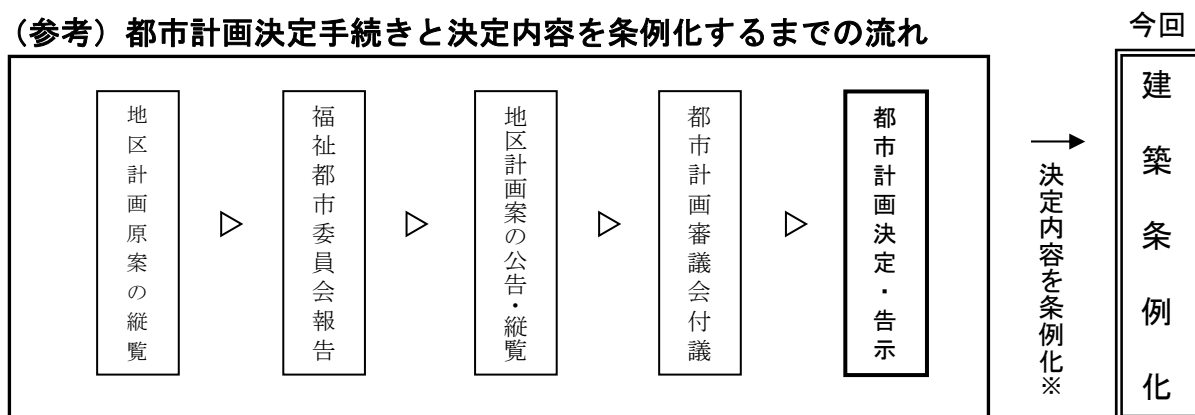 （参考）都市計画決定手続きと決定内容を条例化するまでの流れ
地区計画原案の縦覧
▷
福祉都市委員会報告
▷
地区計画案の公告・縦覧
▷
都市計画審議会付議
▷
都市計画決定・告示
→
決定内容を条例化※
今回
建築条例化